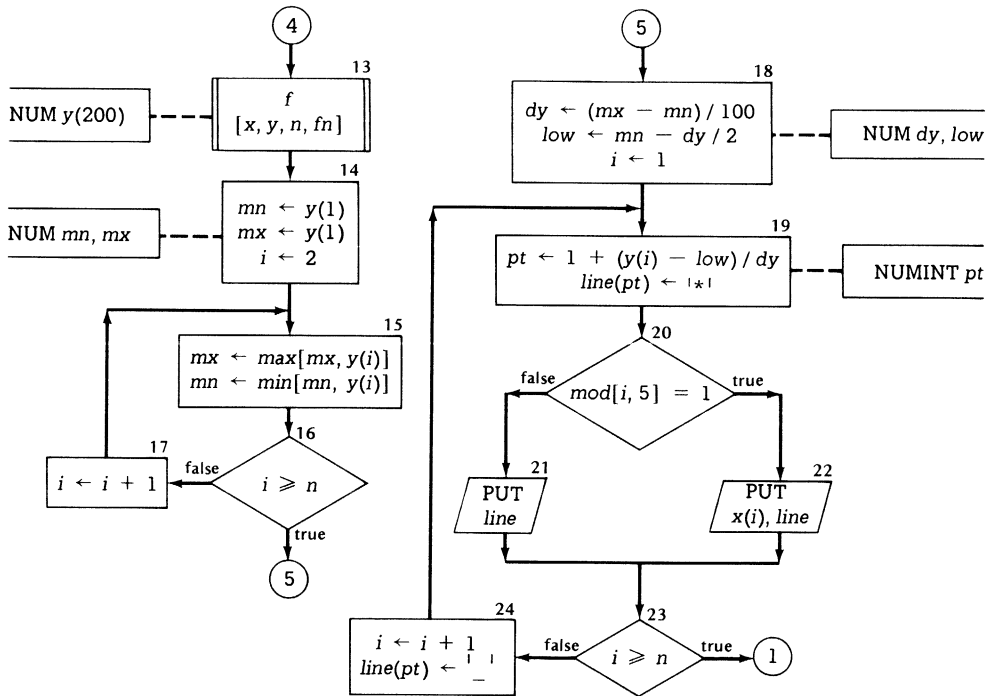 4
13
f
[x, y, n, fn]
NUM y(200)
14
mn ← y(1)
mx ← y(1)
i ← 2
NUM mn, mx
15
mx ← max[mx, y(i)]
mn ← min[mn, y(i)]
16
i ⩾ n
false
true
17
i ← i + 1
5
5
18
dy ← (mx − mn) / 100
low ← mn − dy / 2
i ← 1
NUM dy, low
19
pt ← 1 + (y(i) − low) / dy
line(pt) ← '*'
NUMINT pt
20
mod[i, 5] = 1
false
true
21
PUT
line
22
PUT
x(i), line
23
i ⩾ n
false
true
24
i ← i + 1
line(pt) ← '_'
1